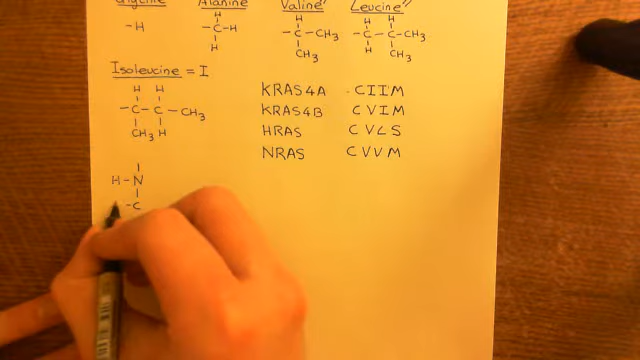 Glycine Alanine Valine Leucine
H H H H
-H -C-H -C-CH3 -C-C-CH3
H CH3 H CH3
Isoleucine = I
H H
-C-C-CH3
CH3 H
KRAS4A CIIM
KRAS4B CVIM
HRAS CVLS
NRAS CVVM
H-N
-C